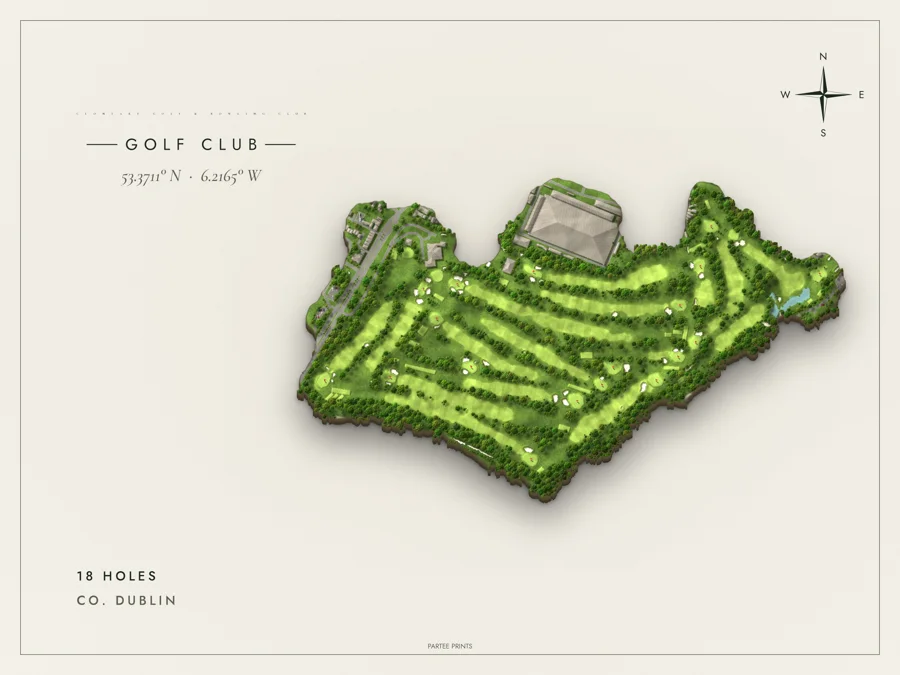 N
W E
S
GOLF CLUB
53.3711° N · 6.2165° W
18 HOLES
CO. DUBLIN
PARTEE PRINTS